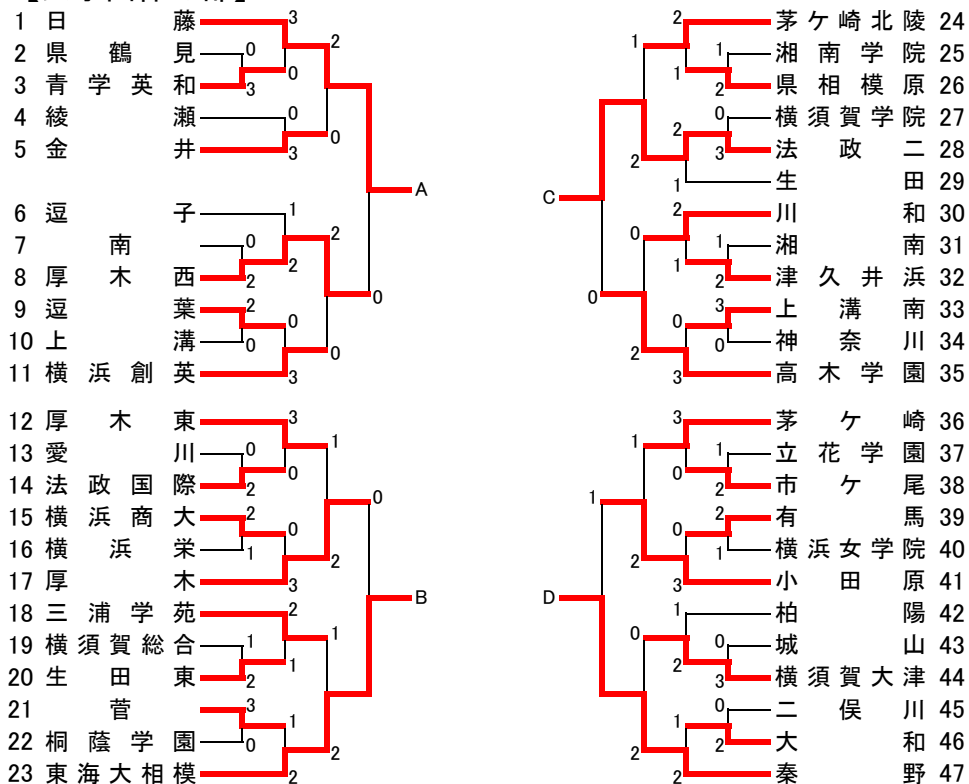 1 日藤
2 県鶴見
3 青学英和
4 綾瀬
5 金井
6 逗子
7 南
8 厚木西
9 逗葉
10 上溝
11 横浜創英
12 厚木東
13 愛川
14 法政国際
15 横浜商大
16 横浜栄
17 厚木
18 三浦学苑
19 横須賀総合
20 生田東
21 菅
22 桐蔭学園
23 東海大相模
3
0
0
3
2
0
3
0
A
1
0
2
2
2
2
0
0
3
0
0
3
0
2
0
1
2
1
0
3
2
0
B
2
1
2
1
1
3
0
1
2
2
茅ケ崎北陵 24
湘南学院 25
県相模原 26
横須賀学院 27
法政二 28
生田 29
川和 30
湘南 31
津久井浜 32
上溝南 33
神奈川 34
高木学園 35
茅ケ崎 36
立花学園 37
市ケ尾 38
有馬 39
横浜女学院 40
小田原 41
柏陽 42
城山 43
横須賀大津 44
二俣川 45
大和 46
秦野 47
2
1
1
1
2
0
2
3
2
1
C
2
0
1
1
2
0
3
0
0
2
3
3
1
1
0
2
1
2
0
1
2
3
D
1
0
0
2
3
0
1
2
2
2